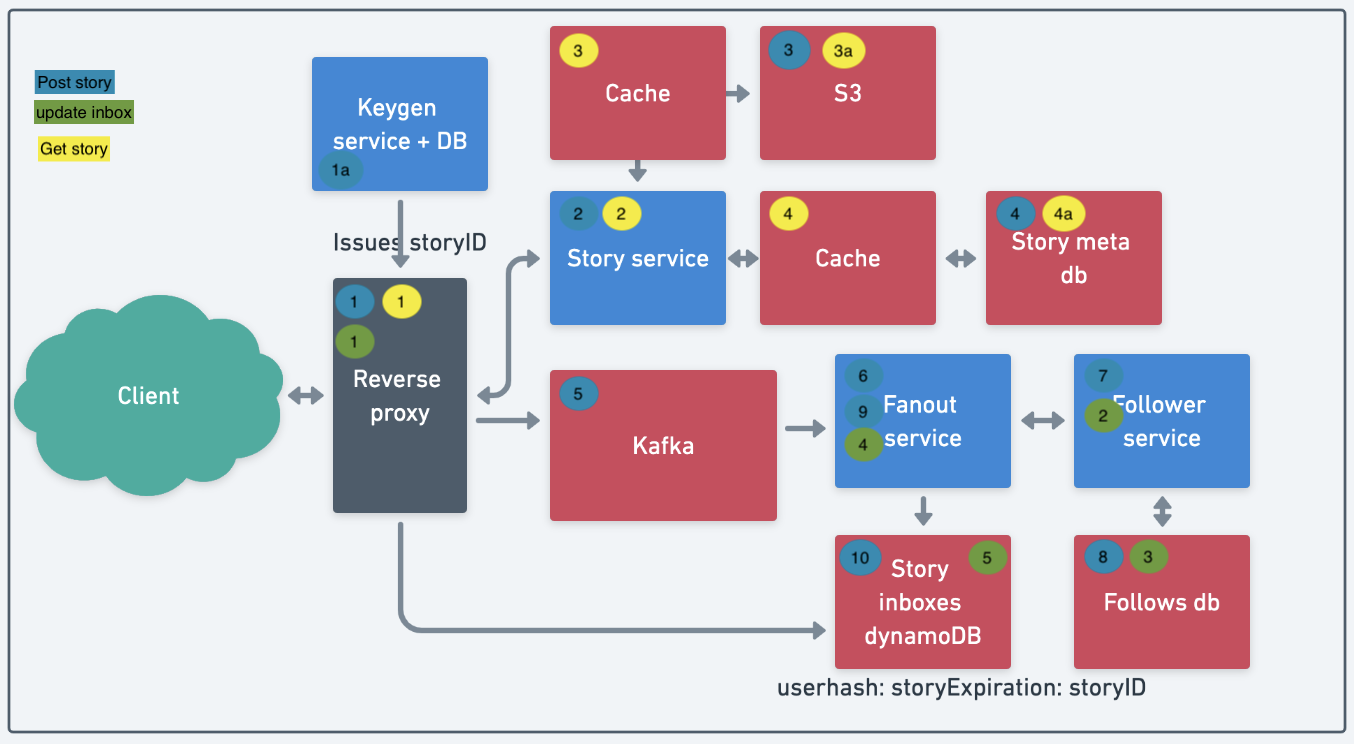 Post story
update inbox
Get story
Keygen
service + DB
1a
Issues storyID
3
Cache
3
3a
S3
2
2
Story service
4
Cache
4
4a
Story meta
db
Client
1
1
1
Reverse
proxy
5
Kafka
6
9
4
Fanout
service
7
2
Follower
service
10
5
Story
inboxes
dynamoDB
8
3
Follows db
userhash: storyExpiration: storyID